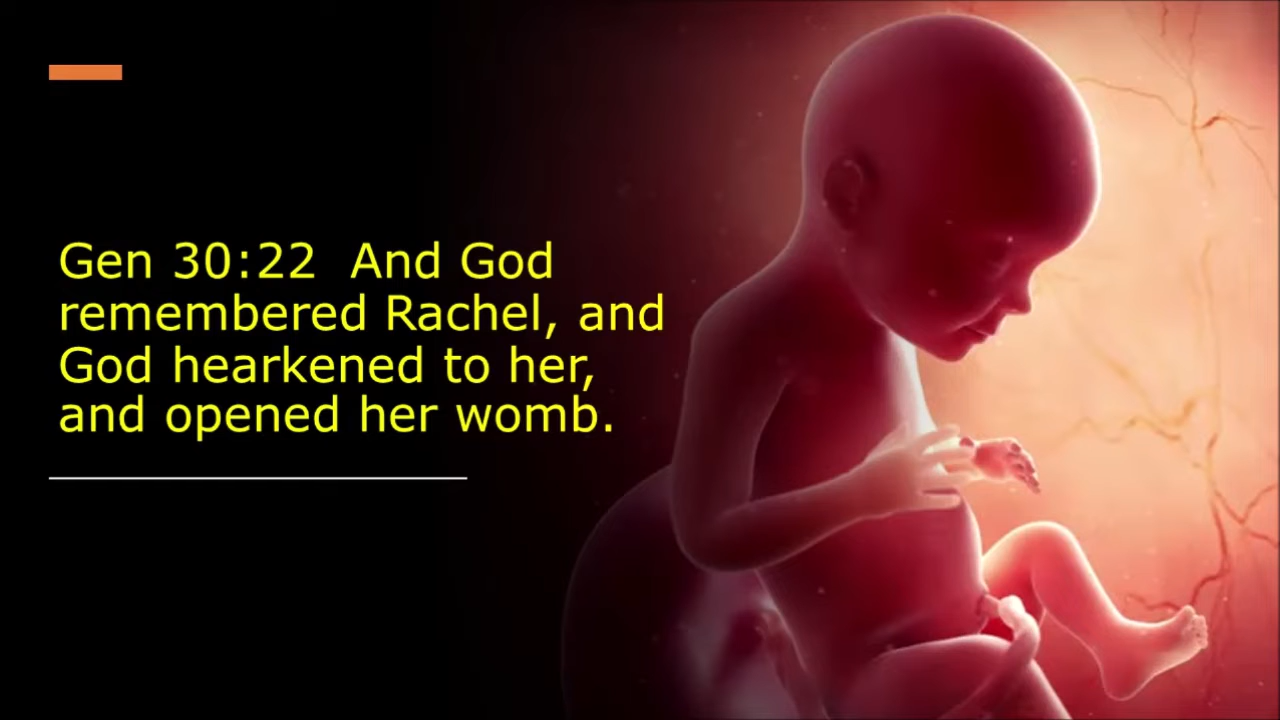 Gen 30:22  And God
remembered Rachel, and
God hearkened to her,
and opened her womb.